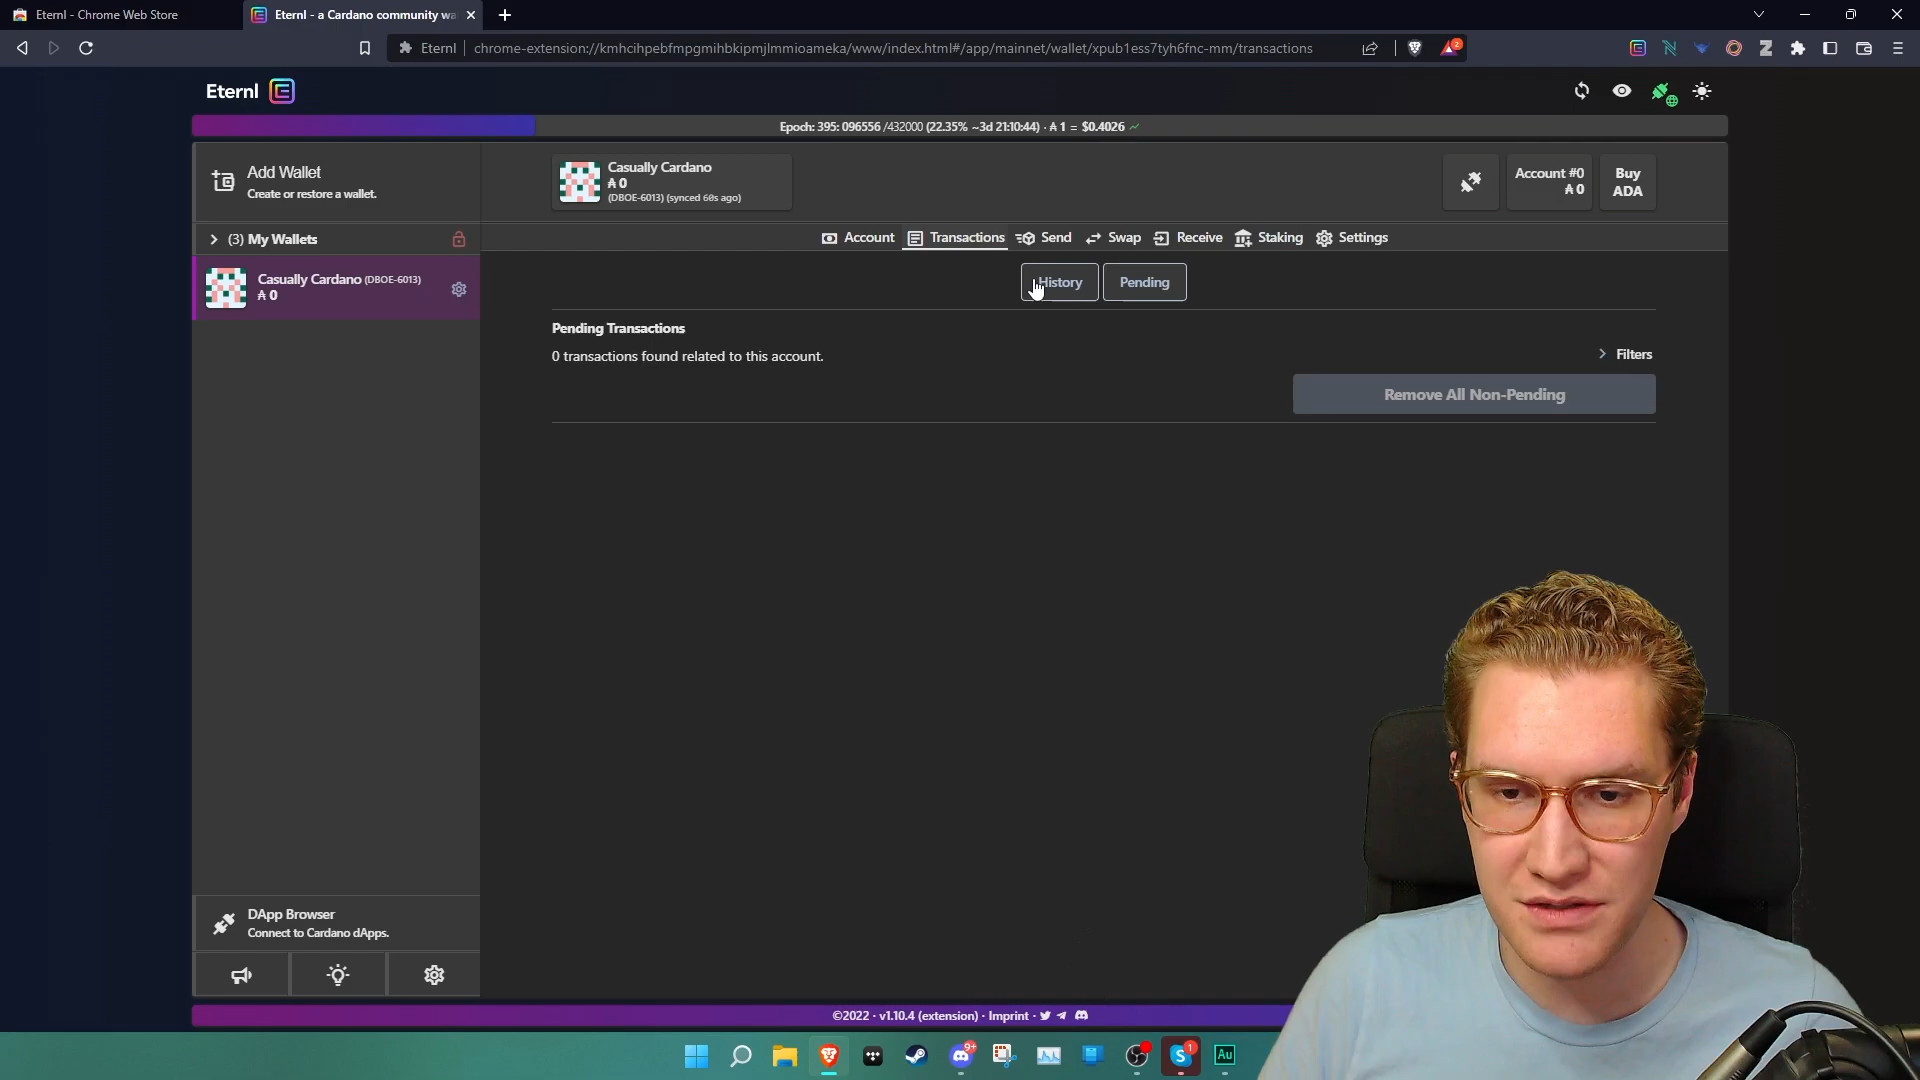 Eternl - Chrome Web Store
Eternl - a Cardano community wa
Eternl
chrome-extension://kmhcihpebfmpgmihbkipmjlmmioameka/www/index.html#/app/mainnet/wallet/xpub1ess7tyh6fnc-mm/transactions
2
Eternl
Epoch: 395: 096556 /432000 (22.35% ~3d 21:10:44) · ₳ 1 = $0.4026
Add Wallet
Create or restore a wallet.
Casually Cardano
₳ 0
(DBOE-6013) (synced 60s ago)
Account #0
₳ 0
Buy
ADA
(3) My Wallets
Account
Transactions
Send
Swap
Receive
Staking
Settings
Casually Cardano (DBOE-6013)
₳ 0
History
Pending
Pending Transactions
0 transactions found related to this account.
Filters
Remove All Non-Pending
DApp Browser
Connect to Cardano dApps.
©2022 · v1.10.4 (extension) · Imprint ·
9+
1
Au